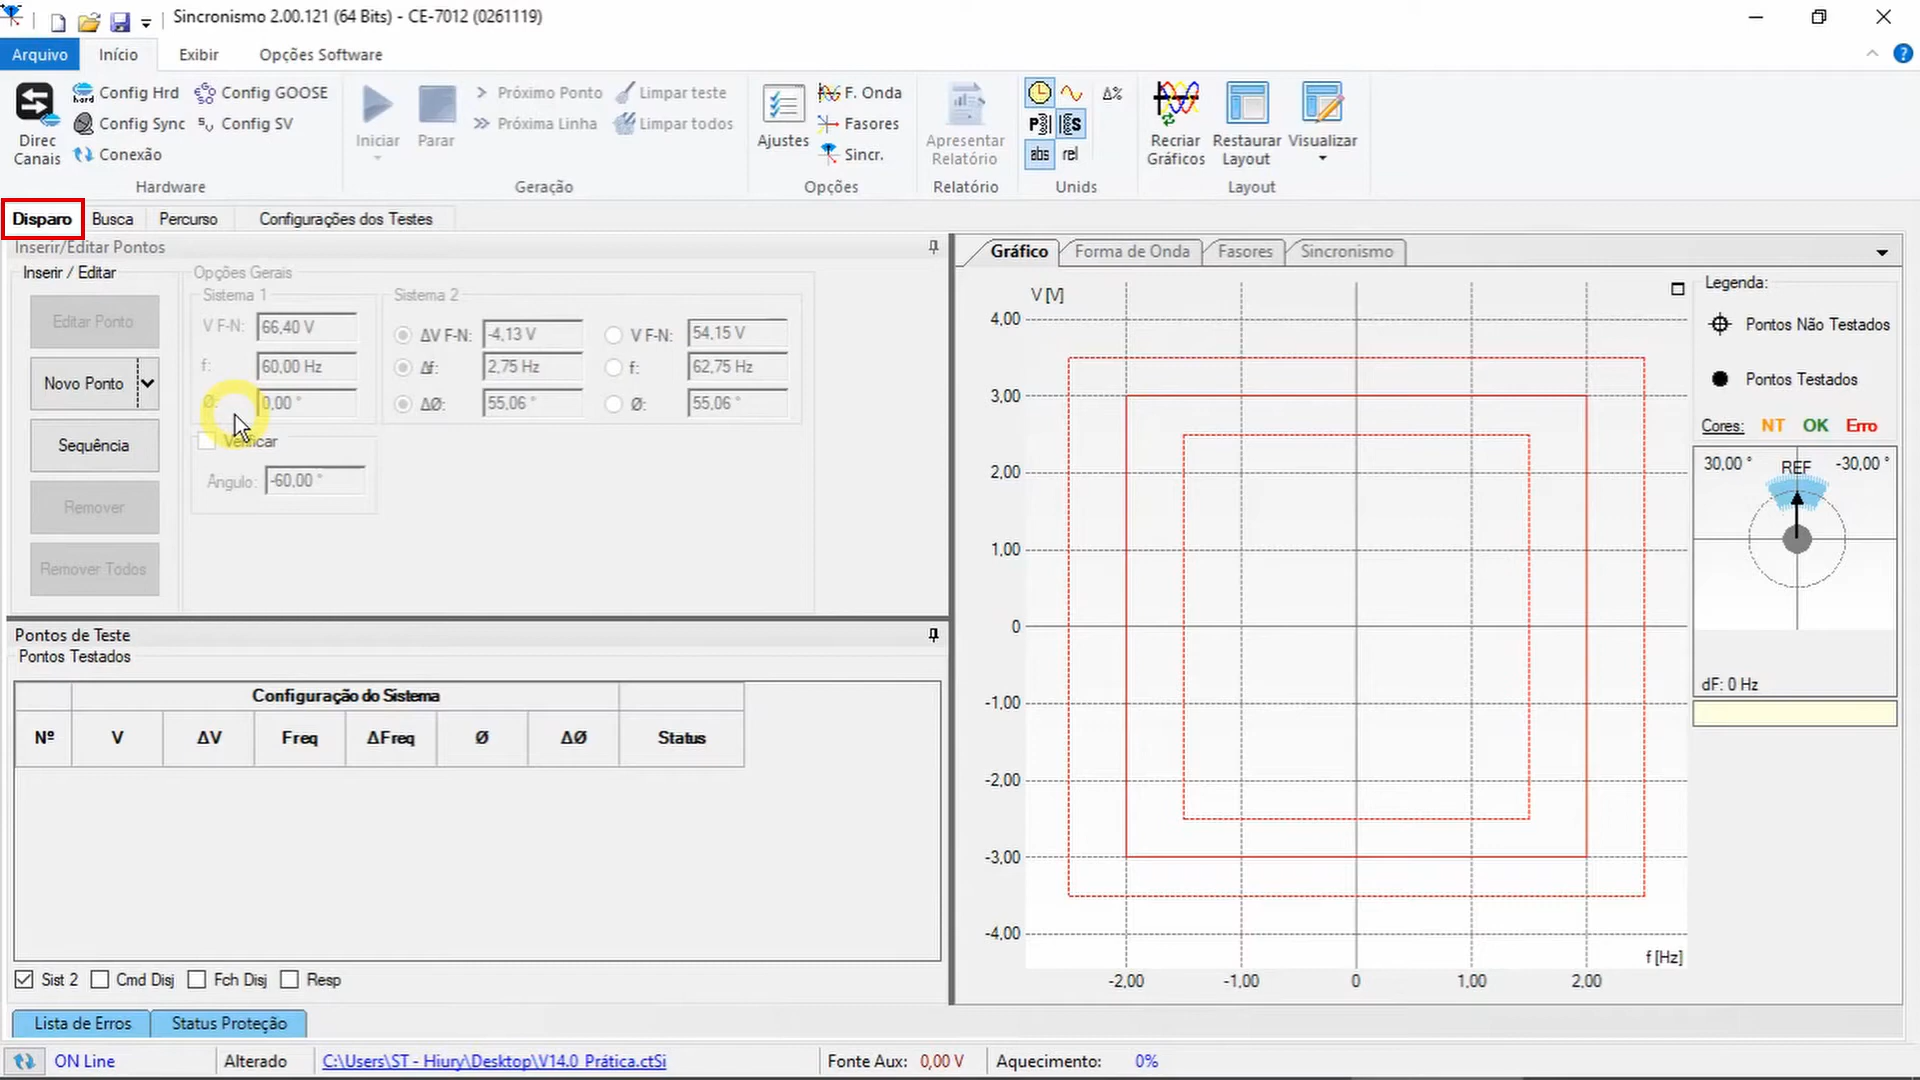 Sincronismo 2.00.121 (64 Bits) - CE-7012 (0261119)
Arquivo Início Exibir Opções Software
Direc Canais
Config Hrd Config GOOSE
Config Sync Config SV
Conexão
Hardware
Iniciar Parar
Próximo Ponto Limpar teste
Próxima Linha Limpar todos
Geração
Ajustes
F. Onda
Fasores
Sincr.
Opções
Apresentar Relatório
Relatório
Δ%
P S
abs rel
Unids
Recriar Gráficos
Restaurar Layout
Visualizar
Layout
Disparo Busca Percurso Configurações dos Testes
Inserir/Editar Pontos
Inserir / Editar
Editar Ponto
Novo Ponto
Sequência
Remover
Remover Todos
Opções Gerais
Sistema 1
V F-N: 66,40 V
f: 60,00 Hz
Ø: 0,00 °
Verificar
Angulo: -60,00 °
Sistema 2
ΔV F-N: -4,13 V V F-N: 54,15 V
Δf: 2,75 Hz f: 62,75 Hz
ΔØ: 55,06 ° Ø: 55,06 °
Pontos de Teste
Pontos Testados
Configuração do Sistema
Nº V ΔV Freq ΔFreq Ø ΔØ Status
Sist 2 Cmd Disj Fch Disj Resp
Lista de Erros Status Proteção
Gráfico Forma de Onda Fasores Sincronismo
V [V]
4,00
3,00
2,00
1,00
0
-1,00
-2,00
-3,00
-4,00
f [Hz]
-2,00 -1,00 0 1,00 2,00
Legenda:
Pontos Não Testados
Pontos Testados
Cores: NT OK Erro
30,00 ° REF -30,00 °
dF: 0 Hz
ON Line Alterado C:\Users\ST - Hiury\Desktop\V14.0 Prática.ctSi Fonte Aux: 0,00 V Aquecimento: 0%